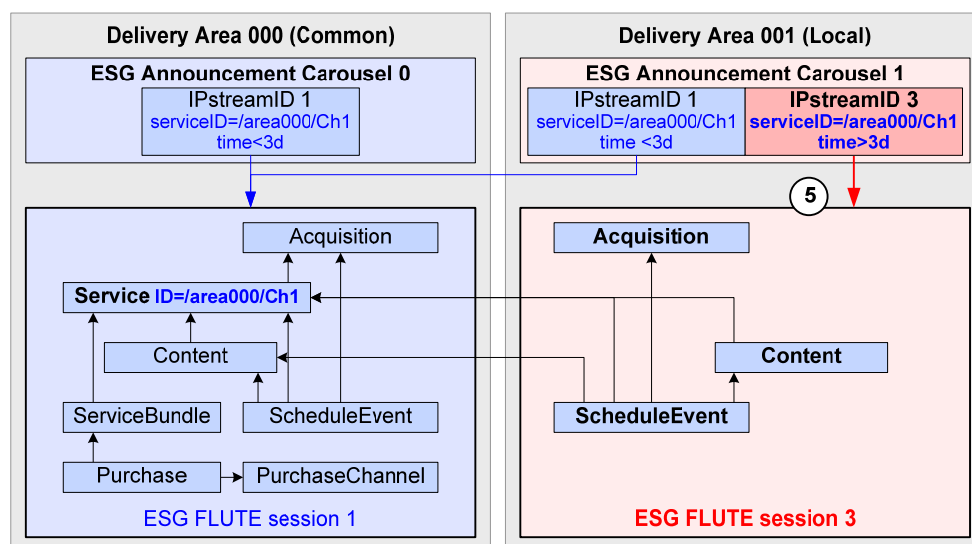 Delivery Area 000 (Common)
ESG Announcement Carousel 0
IPstreamID 1
serviceID=/area000/Ch1
time<3d
Acquisition
Service ID=/area000/Ch1
Content
ServiceBundle
ScheduleEvent
Purchase
PurchaseChannel
ESG FLUTE session 1
Delivery Area 001 (Local)
ESG Announcement Carousel 1
IPstreamID 1
serviceID=/area000/Ch1
time <3d
IPstreamID 3
serviceID=/area000/Ch1
time>3d
5
Acquisition
Content
ScheduleEvent
ESG FLUTE session 3